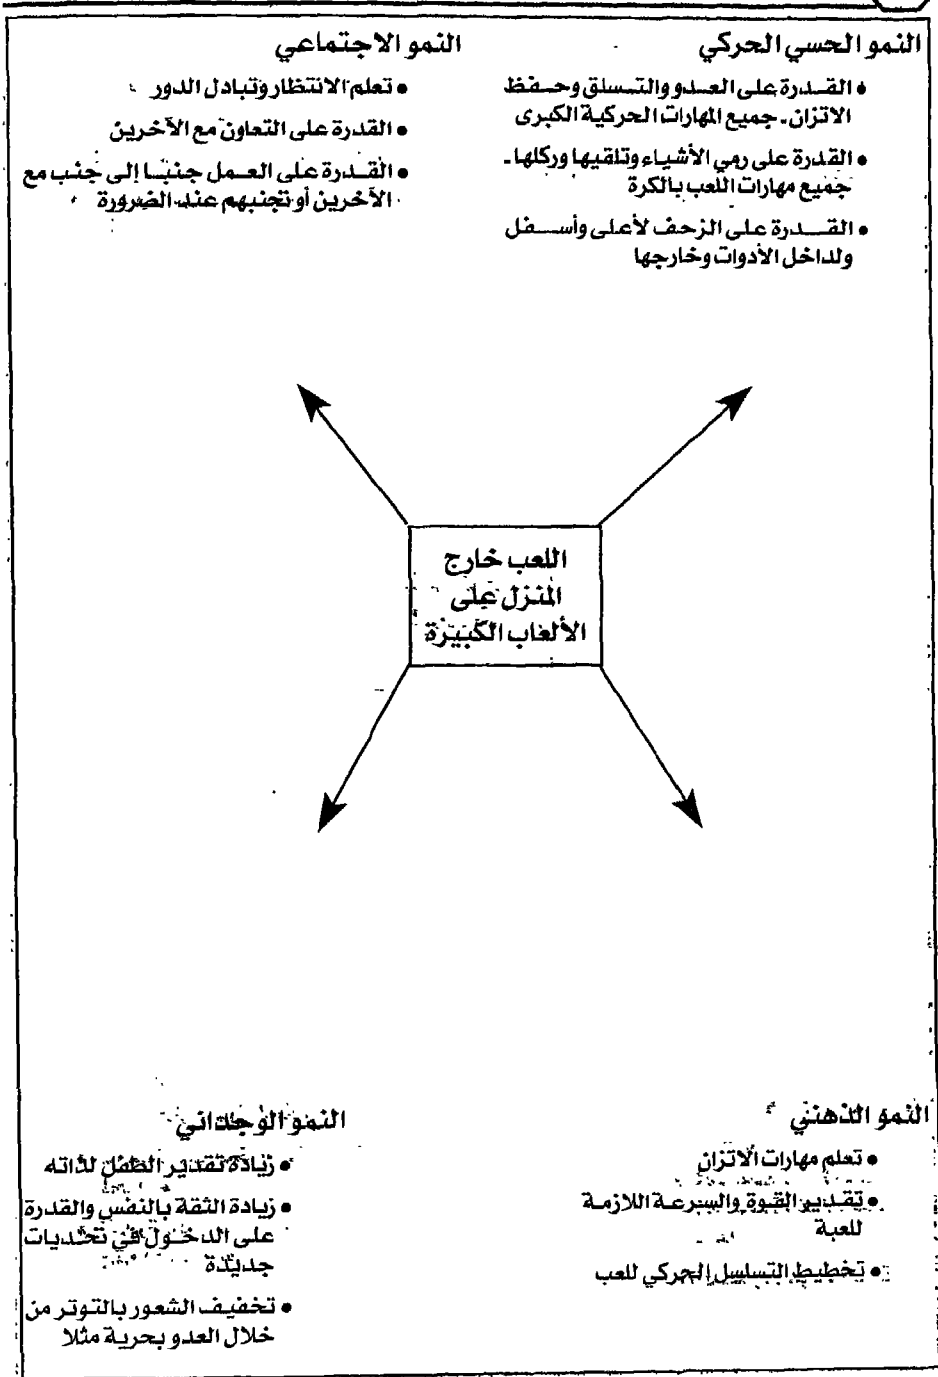 النمو الحسي الحركي
• القدرة على العدو والتسلق وحفظ
الاتزان. جميع المهارات الحركية الكبرى
• القدرة على رمي الأشياء وتلقيها وركلها.
جميع مهارات اللعب بالكرة
• القدرة على الزحف لأعلى وأسفل
ولداخل الأدوات وخارجها
النمو الاجتماعي
• تعلم الانتظار وتبادل الدور
• القدرة على التعاون مع الآخرين
• القدرة على العمل جنبًا إلى جنب مع
الآخرين أو تجنبهم عند الضرورة
اللعب خارج
المنزل على
الألعاب الكبيرة
النمو الذهني
• تعلم مهارات الاتزان
• تقدير القوة والسرعة اللازمة
للعبة
• تخطيط التسلسل الحركي للعب
النمو الوجداني
• زيادة تقدير الطفل لذاته
• زيادة الثقة بالنفس والقدرة
على الدخول في تحديات
جديدة
• تخفيف الشعور بالتوتر من
خلال العدو بحرية مثلا